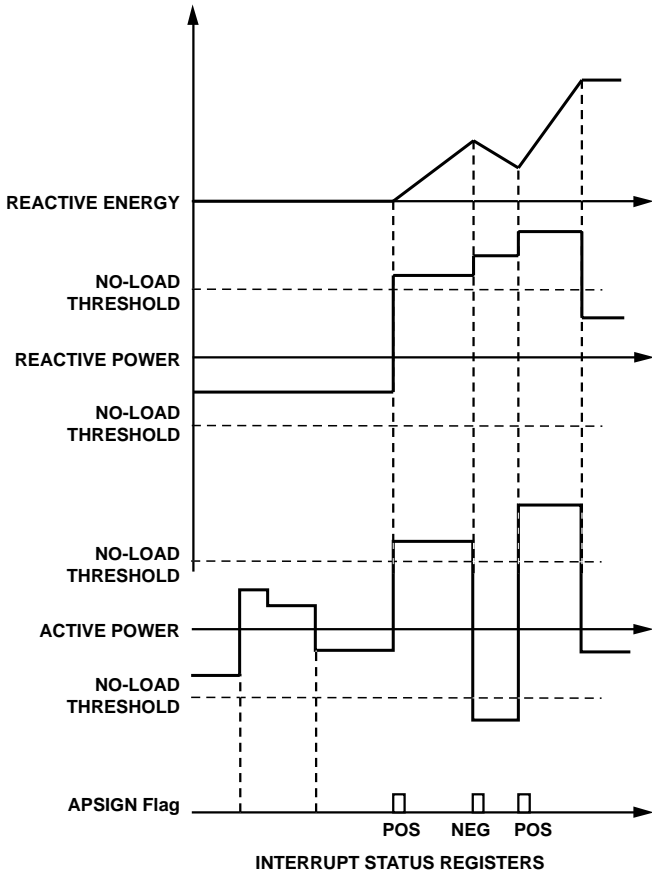 REACTIVE ENERGY
NO-LOAD
THRESHOLD
REACTIVE POWER
NO-LOAD
THRESHOLD
NO-LOAD
THRESHOLD
ACTIVE POWER
NO-LOAD
THRESHOLD
APSIGN Flag
POS NEG POS
INTERRUPT STATUS REGISTERS